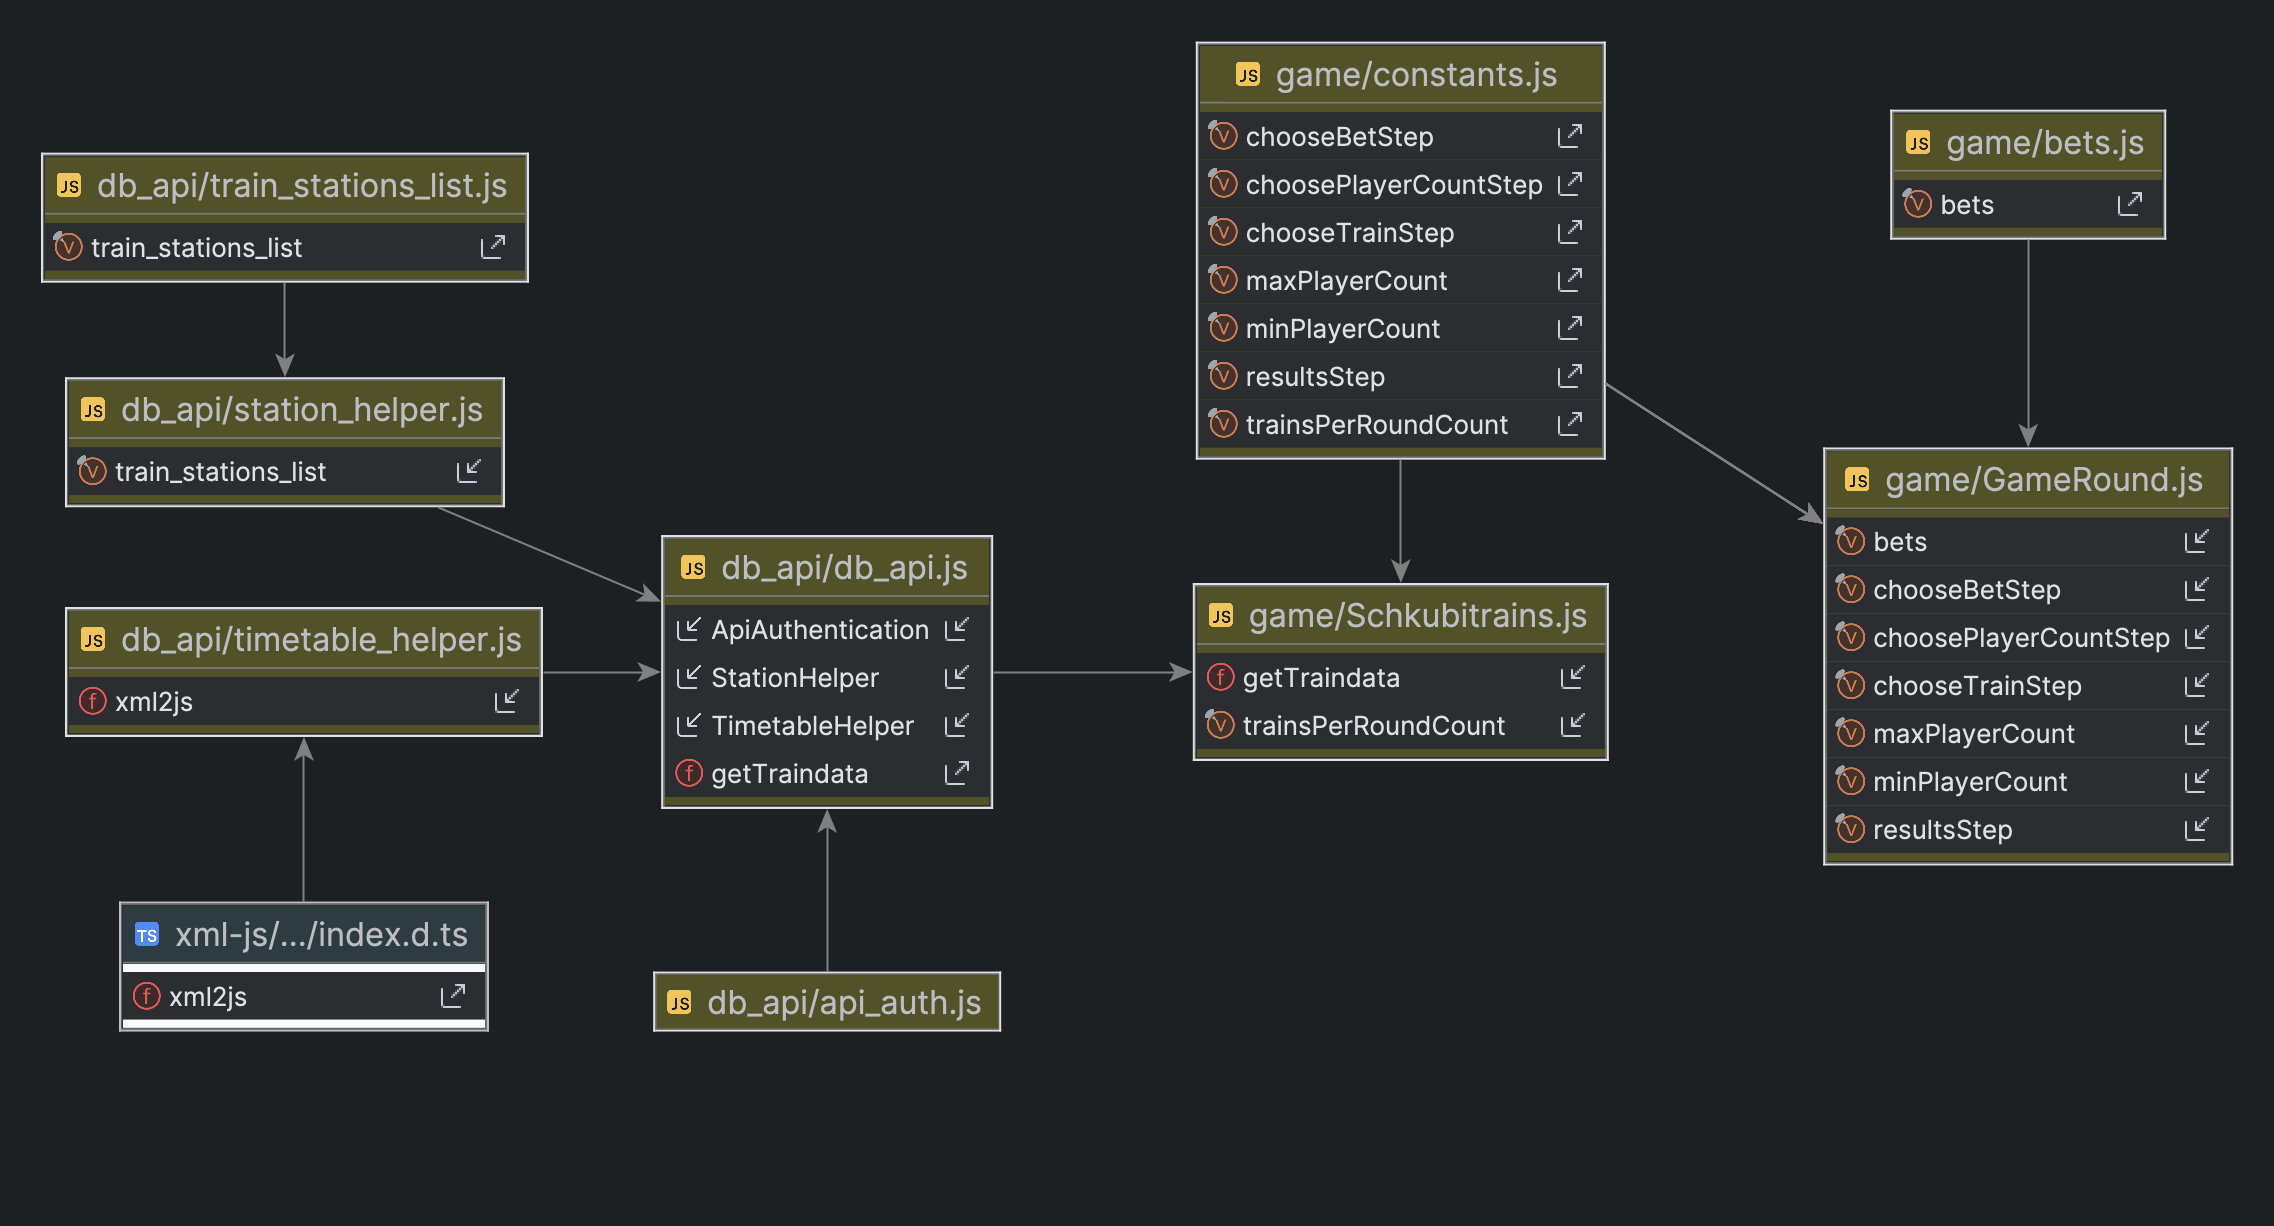 JS db_api/train_stations_list.js
V train_stations_list
JS db_api/station_helper.js
V train_stations_list
JS db_api/timetable_helper.js
f xml2js
TS xml-js/.../index.d.ts
f xml2js
JS db_api/db_api.js
ApiAuthentication
StationHelper
TimetableHelper
f getTraindata
JS db_api/api_auth.js
JS game/constants.js
V chooseBetStep
V choosePlayerCountStep
V chooseTrainStep
V maxPlayerCount
V minPlayerCount
V resultsStep
V trainsPerRoundCount
JS game/Schkubitrains.js
f getTraindata
V trainsPerRoundCount
JS game/bets.js
V bets
JS game/GameRound.js
V bets
V chooseBetStep
V choosePlayerCountStep
V chooseTrainStep
V maxPlayerCount
V minPlayerCount
V resultsStep